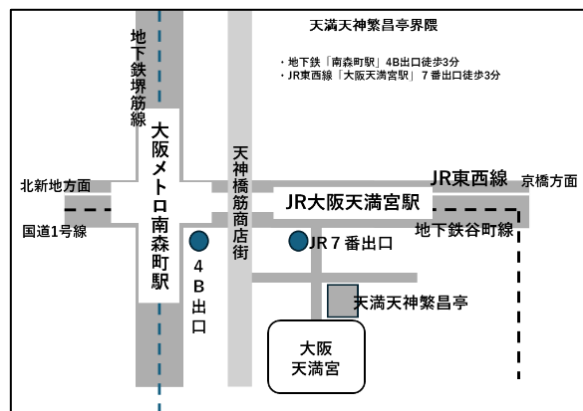 天満天神繁昌亭界隈
・地下鉄「南森町駅」4B出口徒歩3分
・JR東西線「大阪天満宮駅」７番出口徒歩3分
地下鉄堺筋線
大阪メトロ南森町駅
天神橋筋商店街
北新地方面
国道1号線
JR東西線
京橋方面
JR大阪天満宮駅
地下鉄谷町線
4B出口
JR７番出口
天満天神繁昌亭
大阪
天満宮